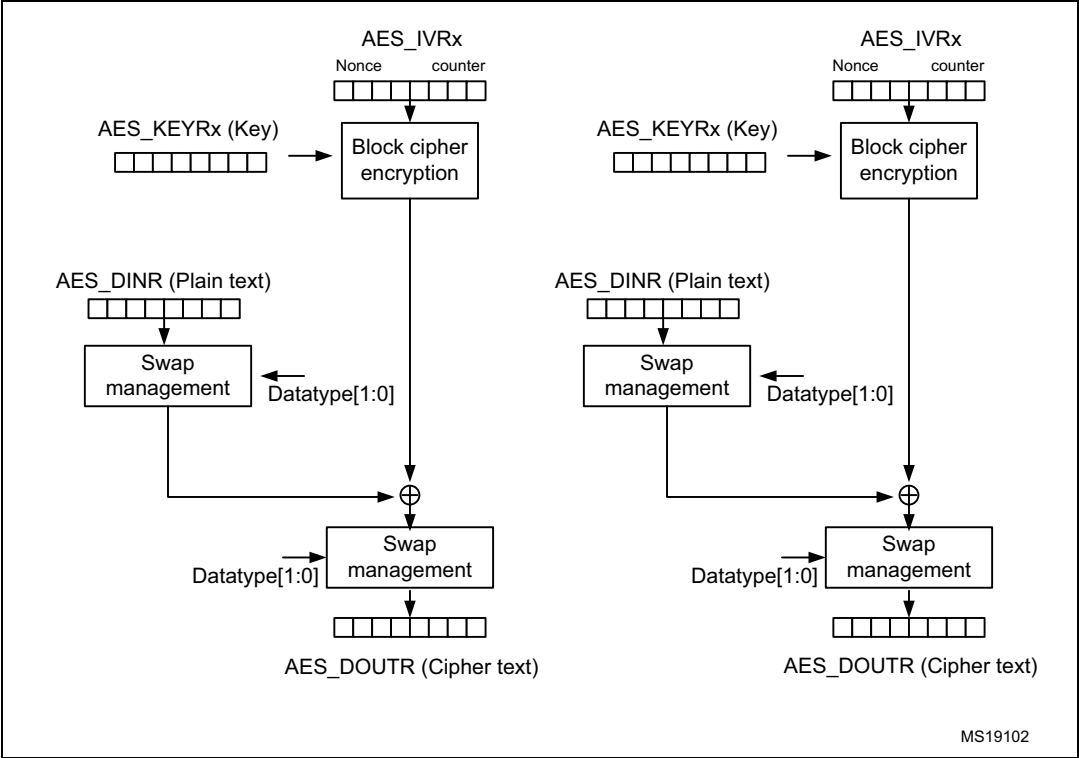 AES_IVRx
Nonce counter
AES_KEYRx (Key)
Block cipher
encryption
AES_DINR (Plain text)
Swap
management
Datatype[1:0]
Swap
management
Datatype[1:0]
AES_DOUTR (Cipher text)
AES_IVRx
Nonce counter
AES_KEYRx (Key)
Block cipher
encryption
AES_DINR (Plain text)
Swap
management
Datatype[1:0]
Swap
management
Datatype[1:0]
AES_DOUTR (Cipher text)
MS19102